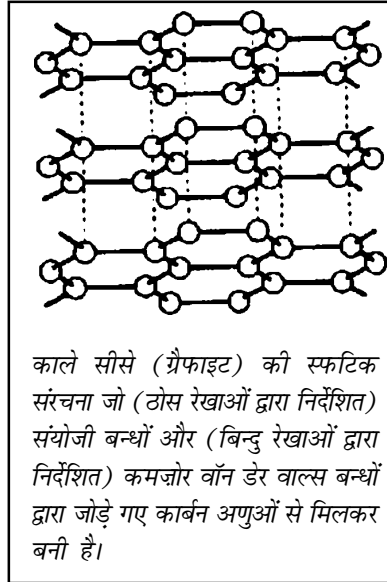 काले सीसे (ग्रैफाइट) की स्फटिक
संरचना जो (ठोस रेखाओं द्वारा निर्देशित)
संयोजी बन्धों और (बिन्दु रेखाओं द्वारा
निर्देशित) कमज़ोर वॉन डेर वाल्स बन्धों
द्वारा जोड़े गए कार्बन अणुओं से मिलकर
बनी है।